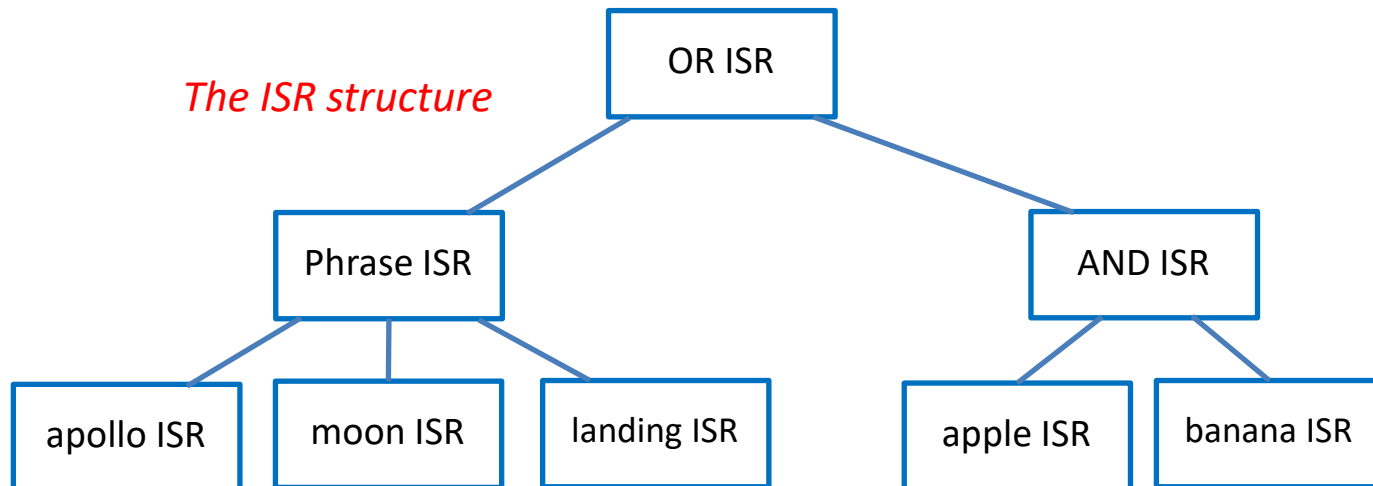 OR ISR
The ISR structure
Phrase ISR
AND ISR
apollo ISR
moon ISR
landing ISR
apple ISR
banana ISR